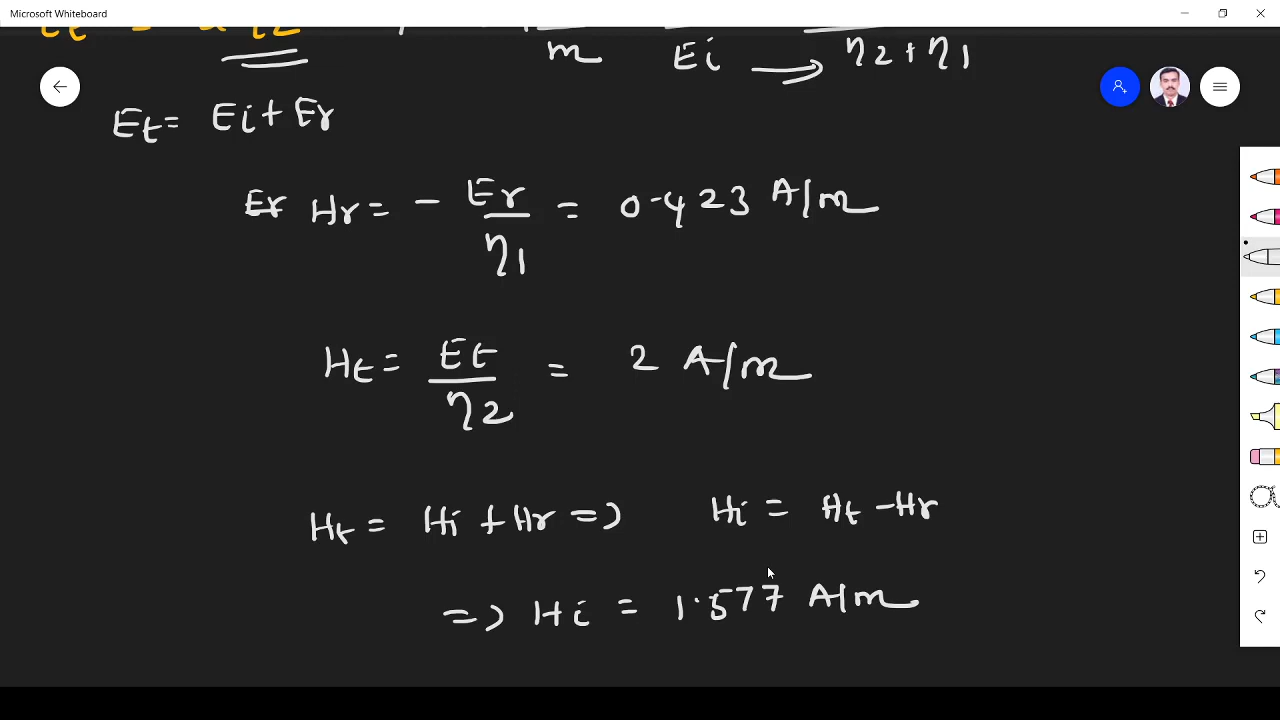 Microsoft Whiteboard
m Ei => η2+η1
Et= Ei+Er
Er Hr= - Er/η1 = 0.423 A/m
Ht= Et/η2 = 2 A/m
Ht= Hi+Hr => Hi = Ht-Hr
=> Hi = 1.577 A/m